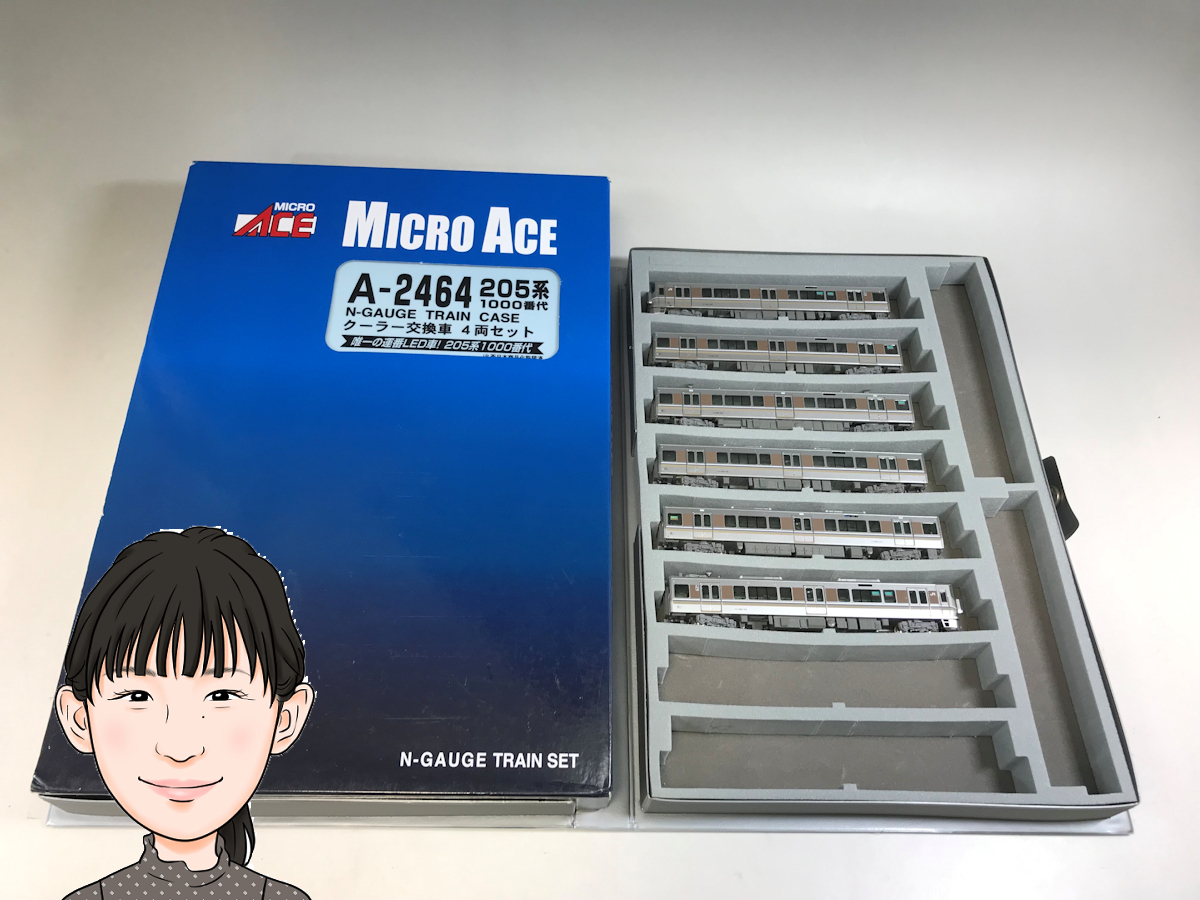 MICRO
ACE
MICRO ACE
A-2464 205系
1000番代
N-GAUGE TRAIN CASE
クーラー交換車 4両セット
唯一の運番LED車! 205系1000番代
N-GAUGE TRAIN SET